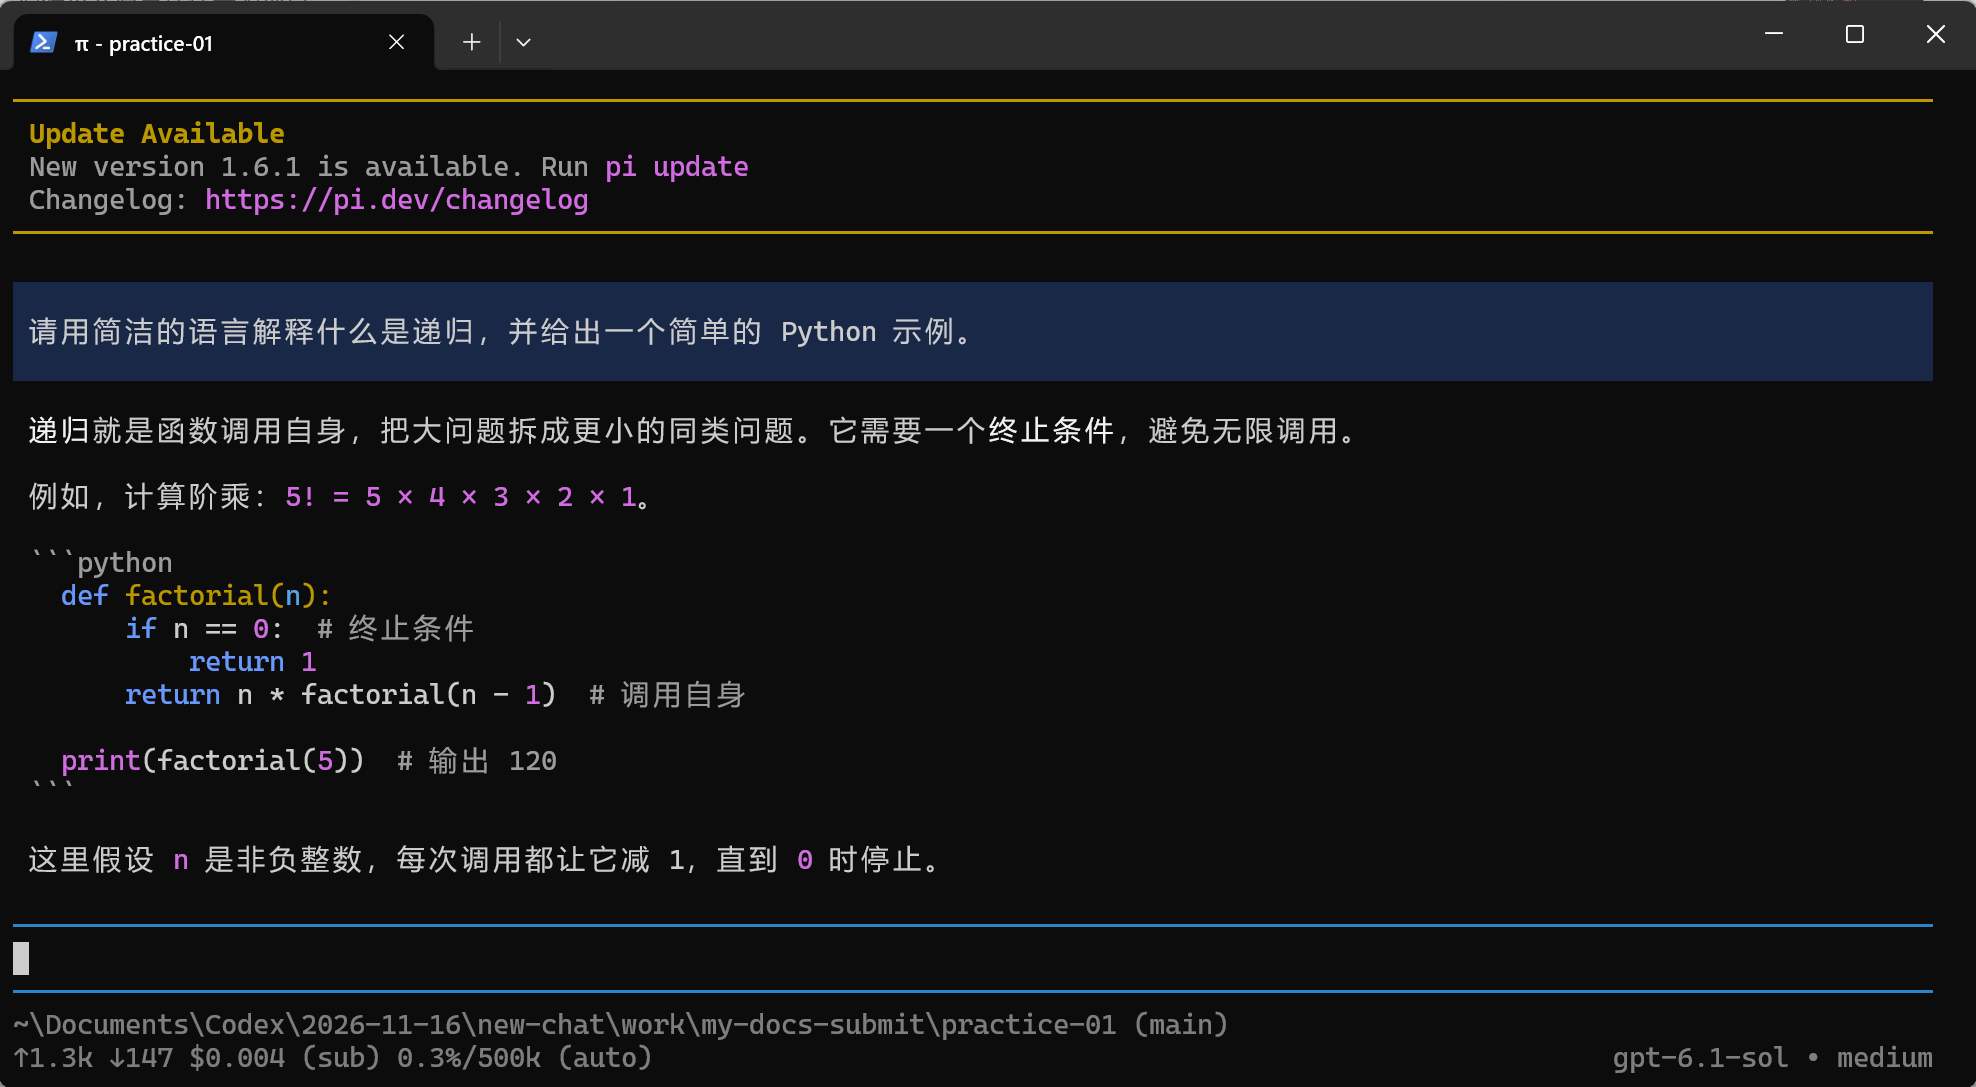 π - practice-01
Update Available
New version 1.6.1 is available. Run pi update
Changelog: https://pi.dev/changelog
请用简洁的语言解释什么是递归，并给出一个简单的 Python 示例。
递归就是函数调用自身，把大问题拆成更小的同类问题。它需要一个终止条件，避免无限调用。
例如，计算阶乘：5! = 5 × 4 × 3 × 2 × 1。
```python
  def factorial(n):
      if n == 0:  # 终止条件
          return 1
      return n * factorial(n - 1)  # 调用自身
  print(factorial(5))  # 输出 120
```
这里假设 n 是非负整数，每次调用都让它减 1，直到 0 时停止。
~\Documents\Codex\2026-11-16\new-chat\work\my-docs-submit\practice-01 (main)
↑1.3k ↓147 $0.004 (sub) 0.3%/500k (auto) gpt-6.1-sol • medium